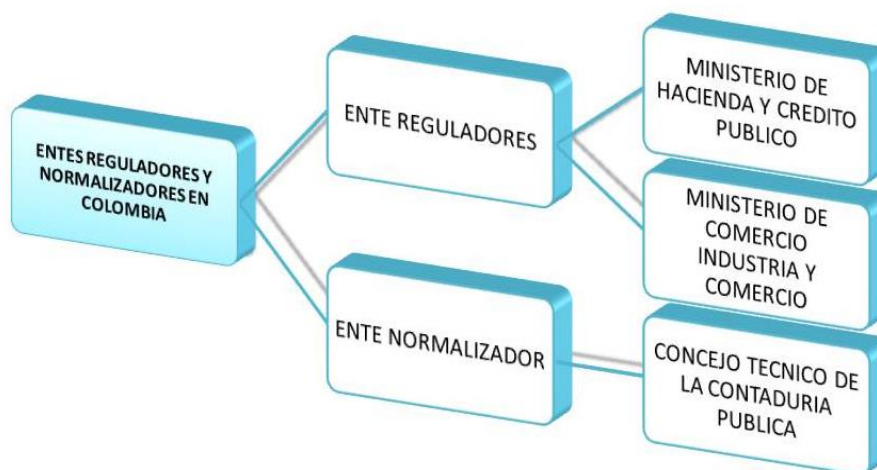 ENTES REGULADORES Y
NORMALIZADORES EN
COLOMBIA
ENTE REGULADORES
MINISTERIO DE
HACIENDA Y CREDITO
PUBLICO
MINISTERIO DE
COMERCIO
INDUSTRIA Y
COMERCIO
ENTE NORMALIZADOR
CONCEJO TECNICO DE
LA CONTADURIA
PUBLICA